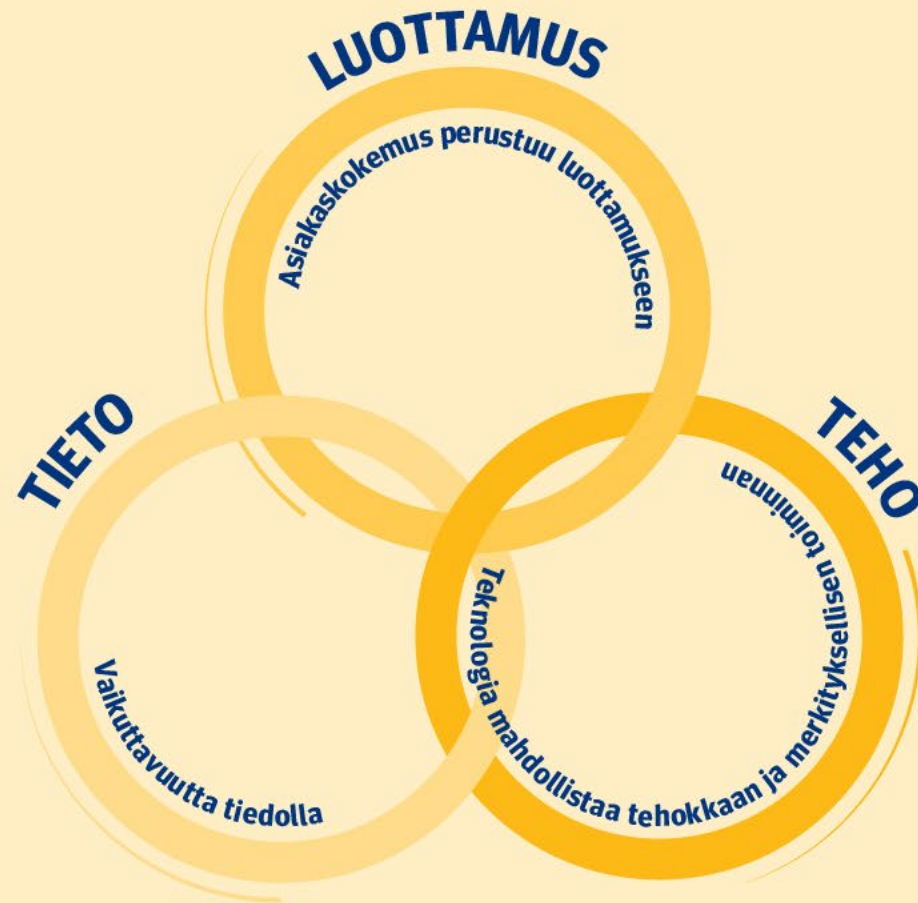 LUOTTAMUS
Asiakaskokemus perustuu luottamukseen
TIETO
Vaikuttavuutta tiedolla
TEHO
Teknologia mahdollistaa tehokkaan ja merkityksellisen toiminnan